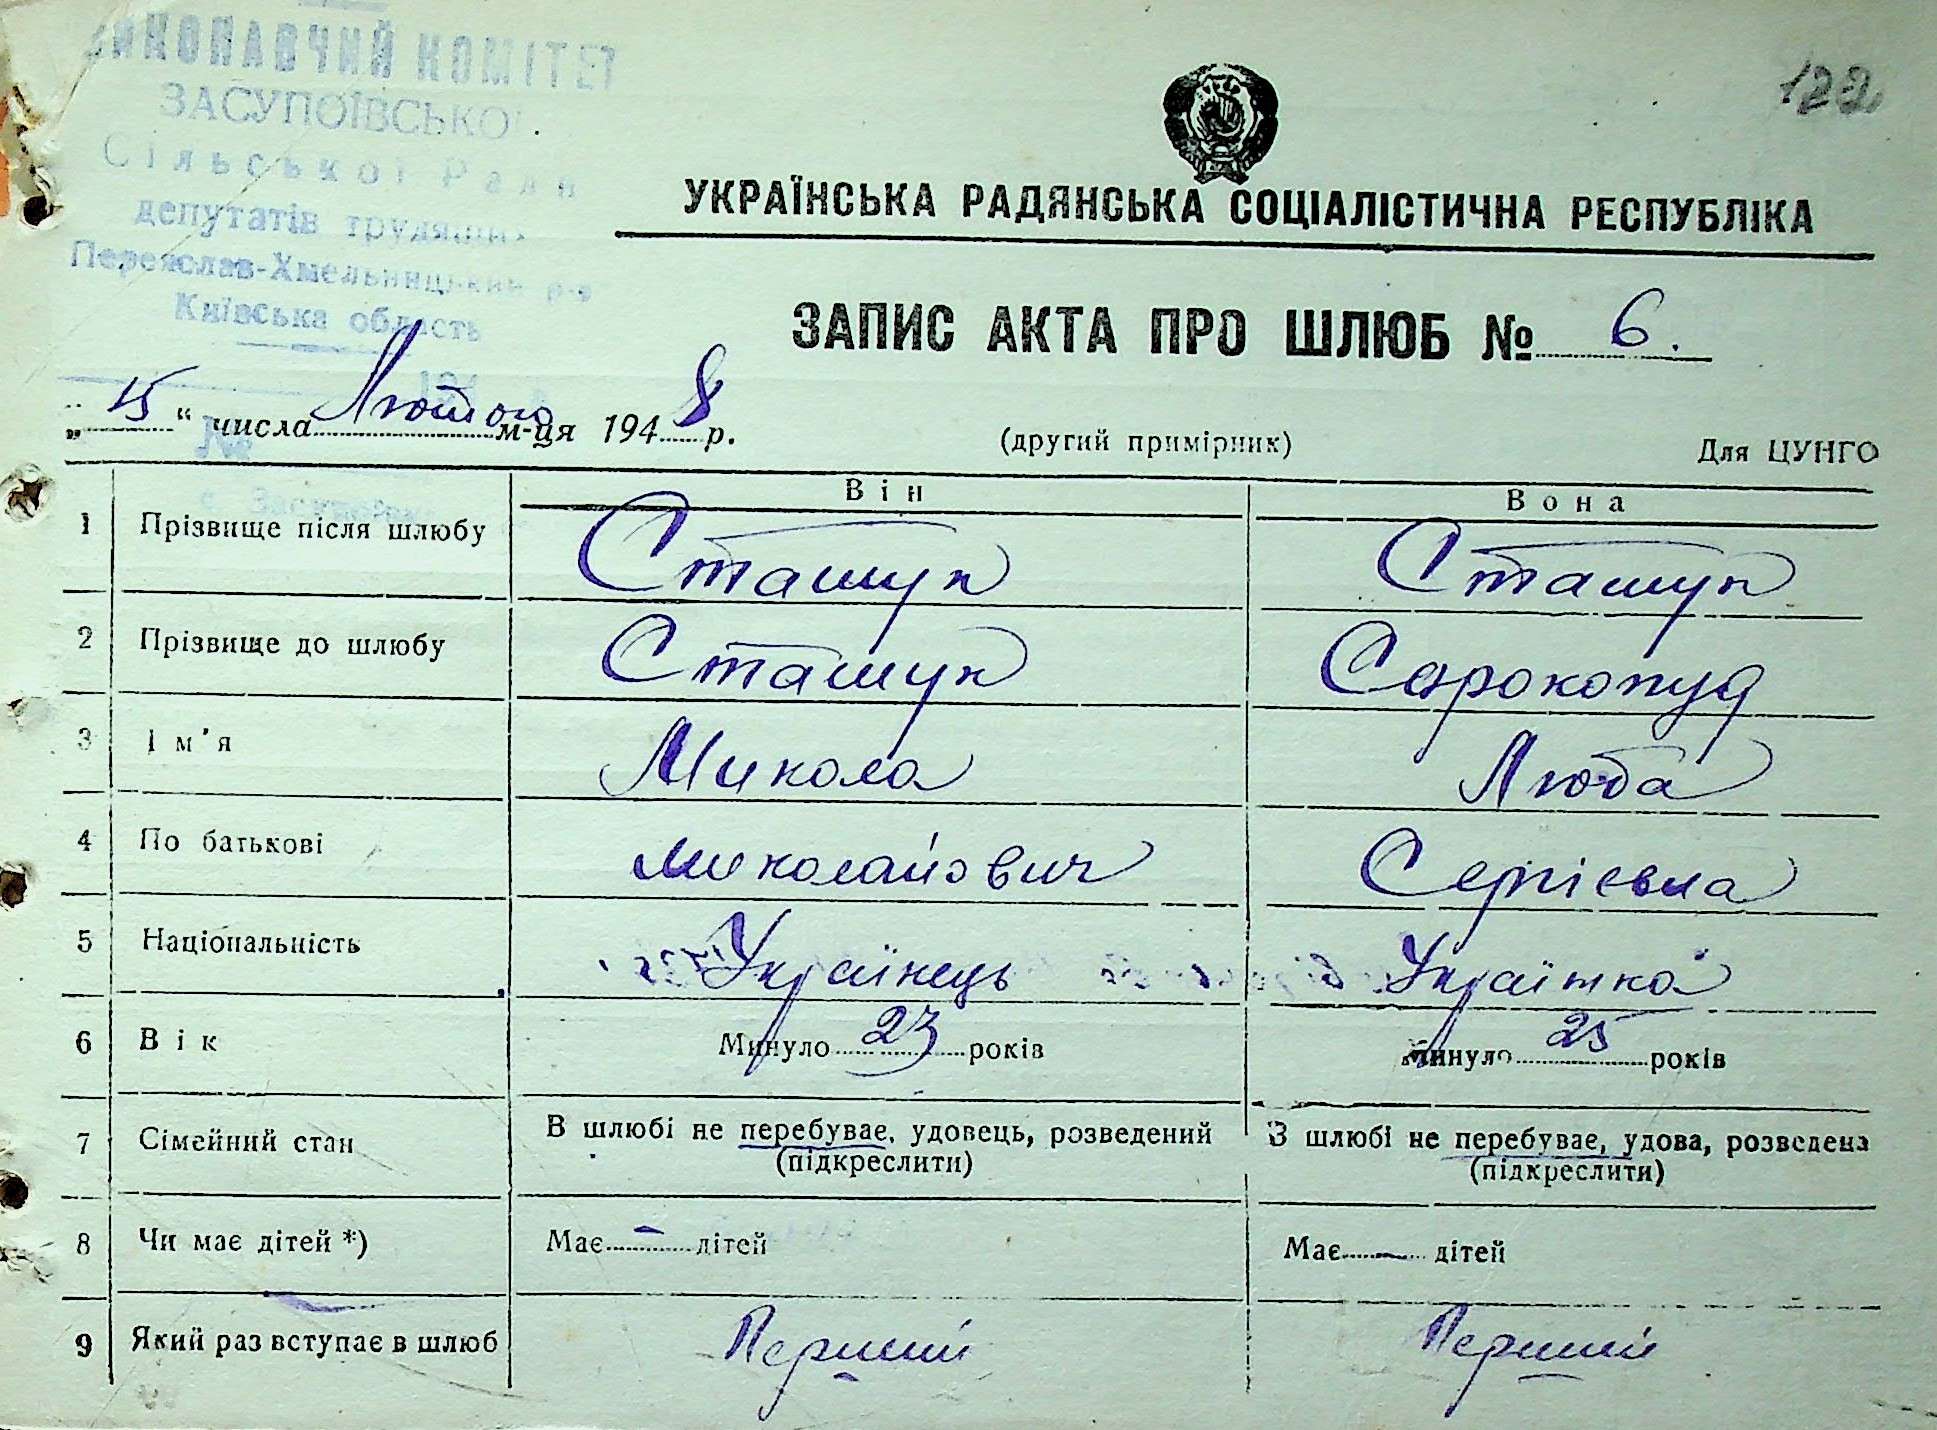 ВИКОНАВЧИЙ КОМІТЕТ
ЗАСУПОЇВСЬКОЇ
Сільської Ради
депутатів трудящих
Переяслав-Хмельницький р-н
Київська область
122
УКРАЇНСЬКА РАДЯНСЬКА СОЦІАЛІСТИЧНА РЕСПУБЛІКА
ЗАПИС АКТА ПРО ШЛЮБ № 6.
„15“ числа Лютого м-ця 1948 р.
(другий примірник) Для ЦУНГО
№
с. Засупоївка
Він Вона
1 Прізвище після шлюбу Сташук Сташук
2 Прізвище до шлюбу Сташук Сорокопуд
3 Ім'я Микола Люба
4 По батькові Миколайович Сергієвна
5 Національність Українець Українка
6 Вік Минуло 23 років Минуло 25 років
7 Сімейний стан В шлюбі не перебуває, удовець, розведений В шлюбі не перебуває, удова, розведена
(підкреслити) (підкреслити)
8 Чи має дітей *) Має — дітей Має — дітей
9 Який раз вступає в шлюб Перший Перший